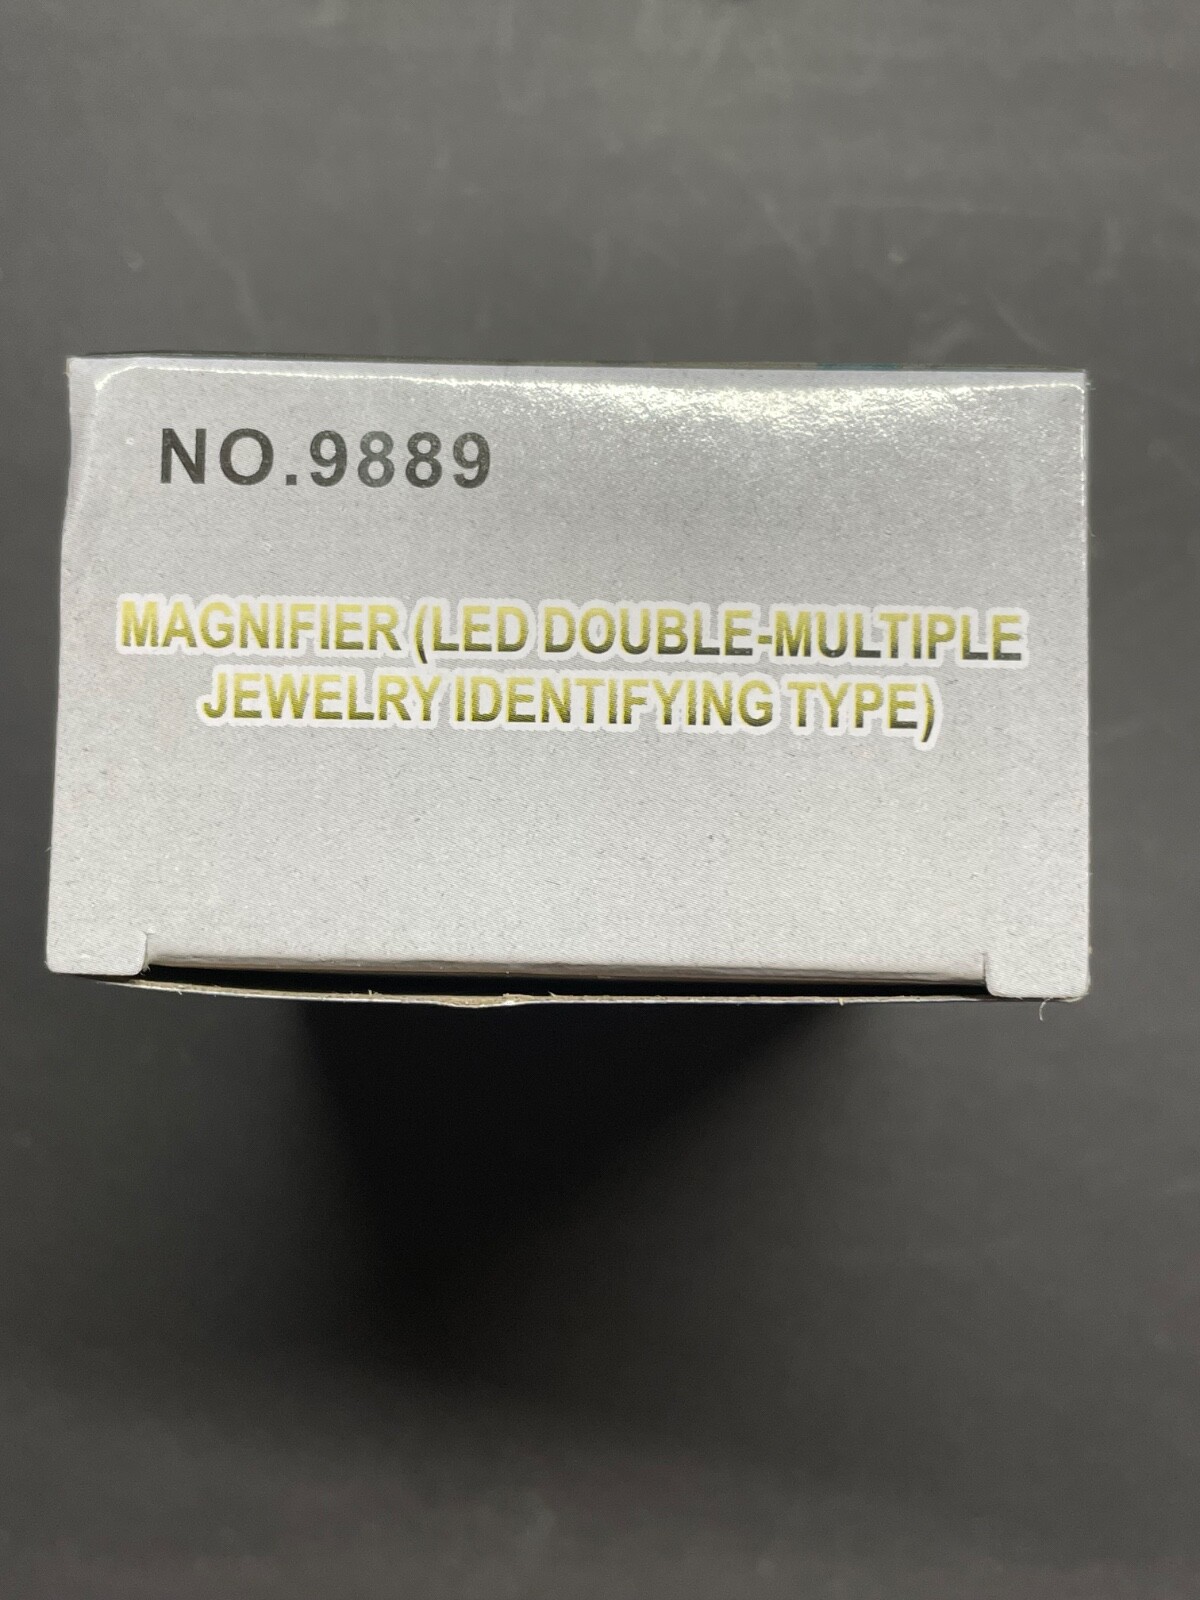 NO.9889
MAGNIFIER (LED DOUBLE-MULTIPLE
JEWELRY IDENTIFYING TYPE)